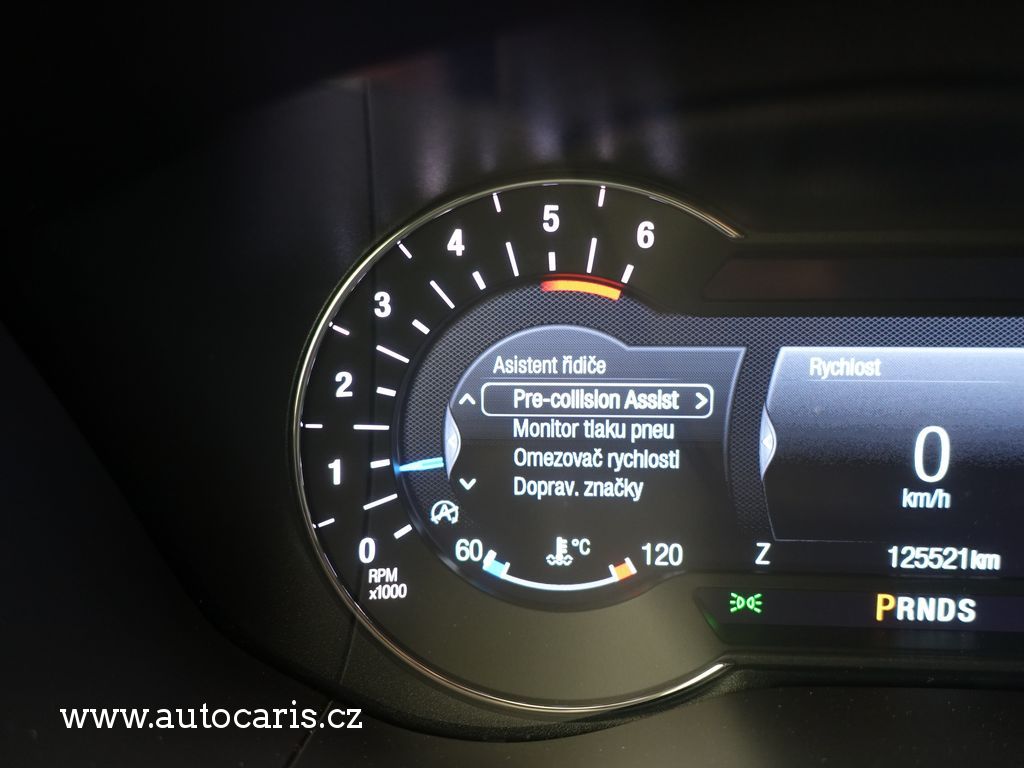 6
5
4
3
2
1
0
RPM
x1000
Asistent řidiče
Pre-collision Assist
Monitor tlaku pneu
Omezovač rychlosti
Doprav. značky
60 °C 120
Rychlost
0
km/h
Z 125521km
PRNDS
www.autocaris.cz